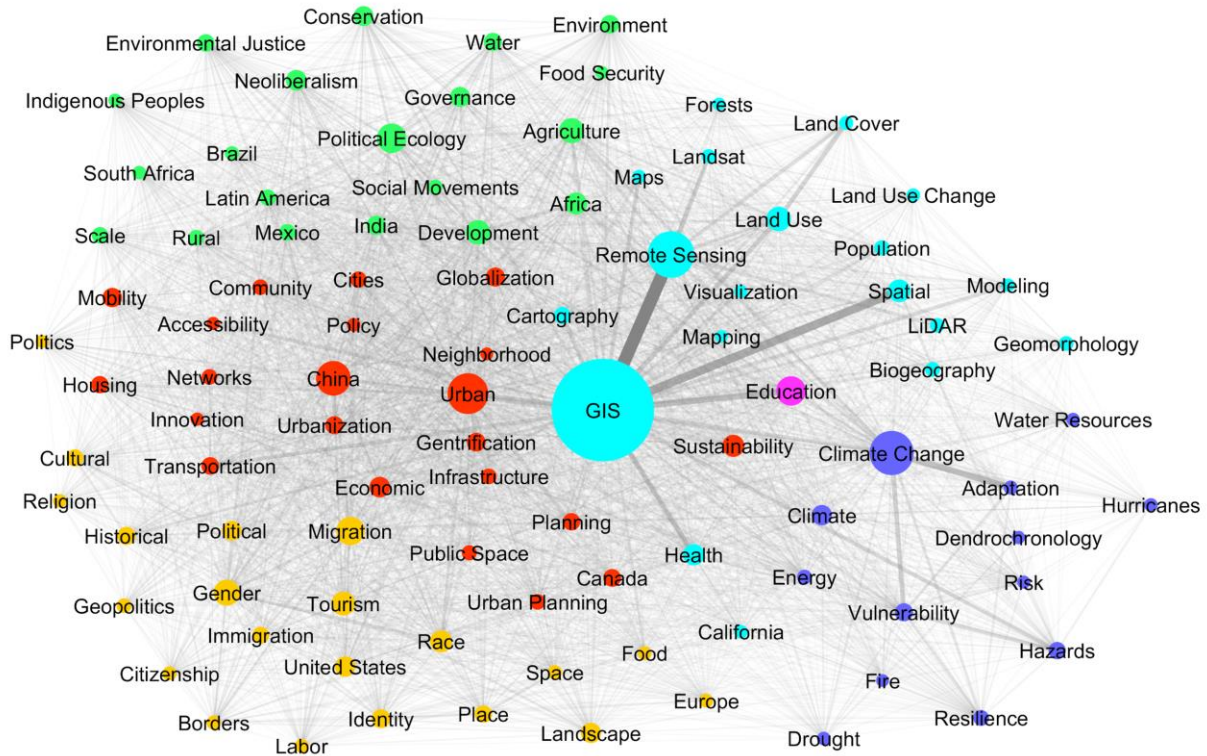 Conservation
Environment
Environmental Justice
Water
Neoliberalism
Food Security
Indigenous Peoples
Governance
Forests
Land Cover
Political Ecology
Agriculture
Brazil
Landsat
South Africa
Social Movements
Maps
Latin America
Land Use Change
Africa
Land Use
Scale
Rural
Mexico
India
Development
Population
Remote Sensing
Globalization
Cities
Community
Mobility
Visualization
Spatial
Modeling
Cartography
Accessibility
Policy
LiDAR
Politics
Mapping
Geomorphology
Neighborhood
Biogeography
Networks
China
Housing
Urban
Education
GIS
Innovation
Urbanization
Water Resources
Gentrification
Sustainability
Climate Change
Cultural
Transportation
Infrastructure
Economic
Adaptation
Religion
Hurricanes
Climate
Planning
Historical
Political
Migration
Dendrochronology
Public Space
Health
Energy
Canada
Risk
Gender
Geopolitics
Tourism
Urban Planning
Vulnerability
Immigration
California
Race
Hazards
Food
United States
Citizenship
Space
Fire
Europe
Borders
Identity
Place
Resilience
Landscape
Drought
Labor